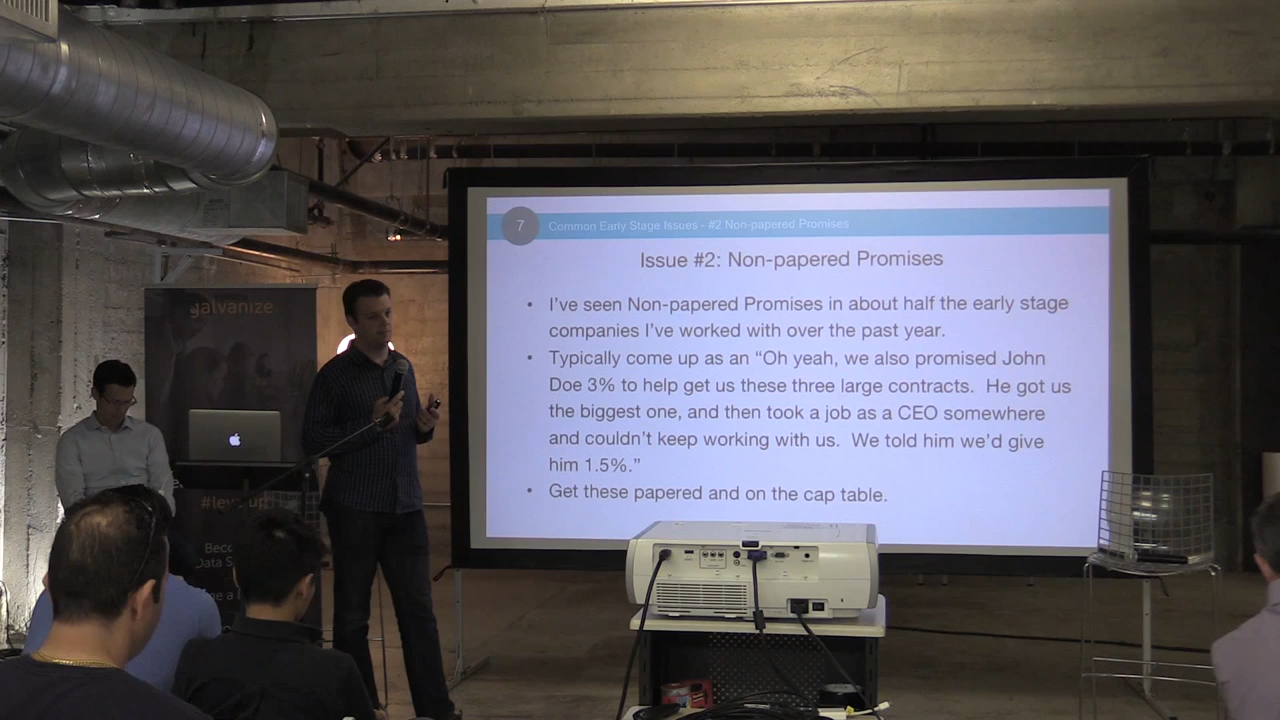 7
Common Early Stage Issues - #2 Non-papered Promises
Issue #2: Non-papered Promises
• I've seen Non-papered Promises in about half the early stage
companies I've worked with over the past year.
• Typically come up as an “Oh yeah, we also promised John
Doe 3% to help get us these three large contracts. He got us
the biggest one, and then took a job as a CEO somewhere
and couldn't keep working with us. We told him we'd give
him 1.5%.”
• Get these papered and on the cap table.
galvanize